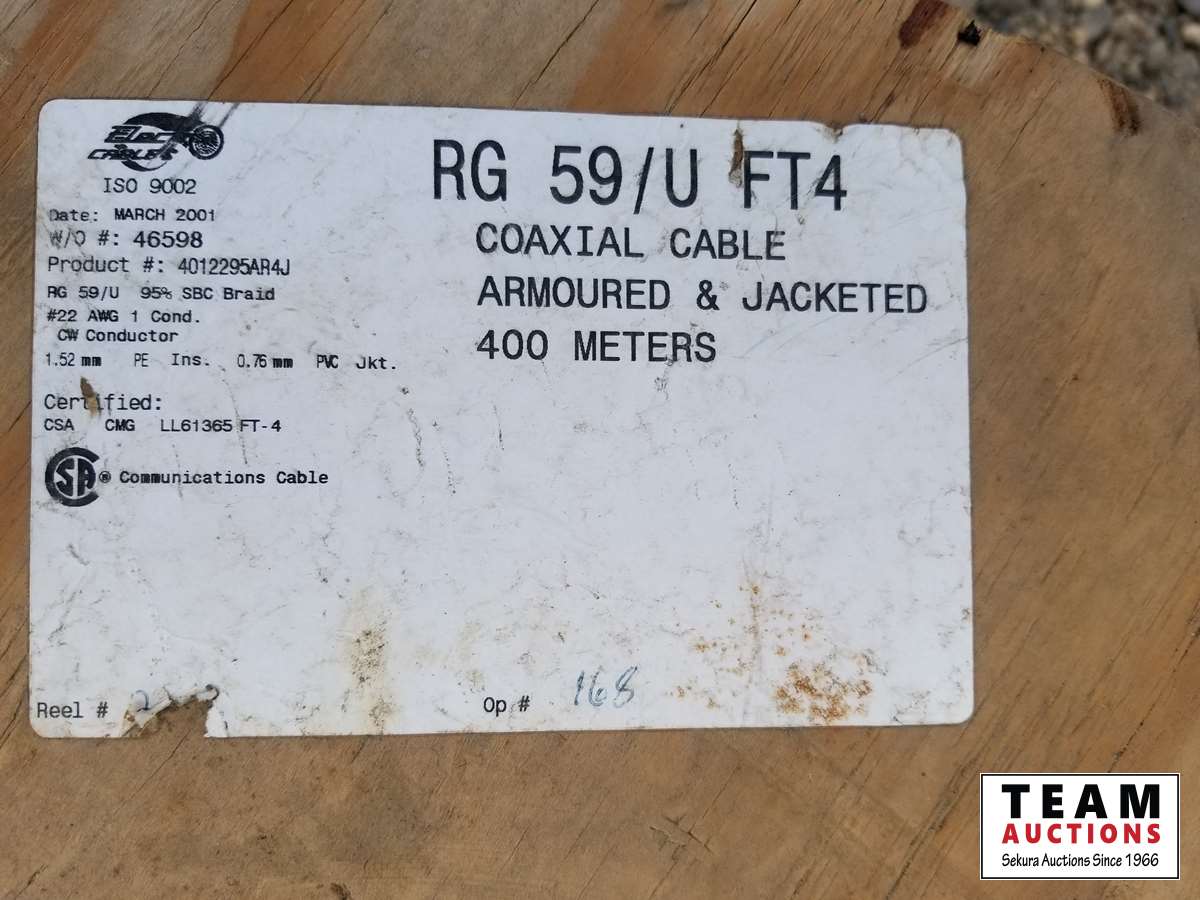 Elec
CABLES
ISO 9002
Date: MARCH 2001
W/O #: 46598
Product #: 4012295AR4J
RG 59/U 95% SBC Braid
#22 AWG 1 Cond.
CW Conductor
1.52 mm PE Ins. 0.76 mm PVC Jkt.
Certified:
CSA CMG LL61365 FT-4
® Communications Cable
RG 59/U FT4
COAXIAL CABLE
ARMOURED & JACKETED
400 METERS
Reel #
Op # 168
TEAM
AUCTIONS
Sekura Auctions Since 1966